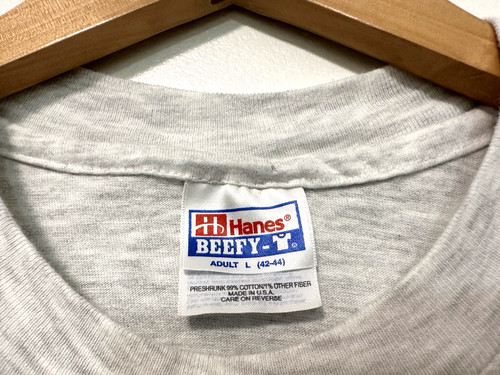 Hanes®
BEEFY-T®
ADULT L (42-44)
PRESHRUNK 99% COTTON/1% OTHER FIBER
MADE IN U.S.A.
CARE ON REVERSE